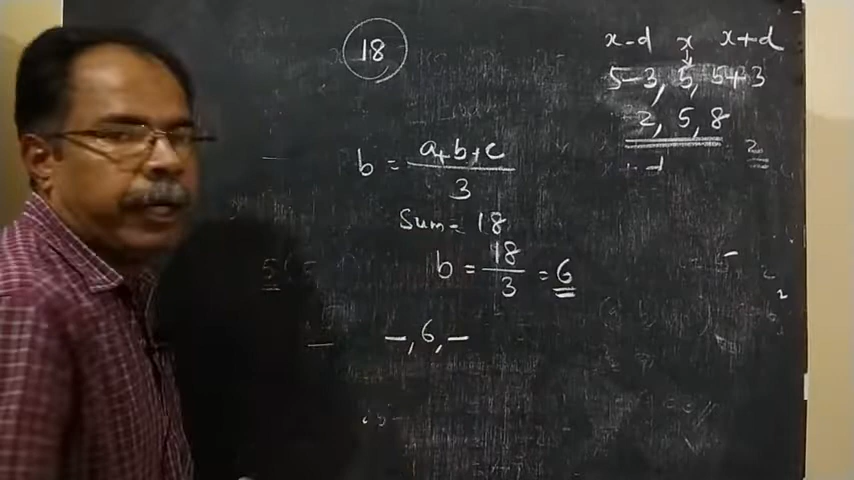 18
x-d x x+d
5-3, 5, 5+3
2, 5, 8
b = a+b+c / 3
Sum = 18
b = 18 / 3 = 6
_, 6, _